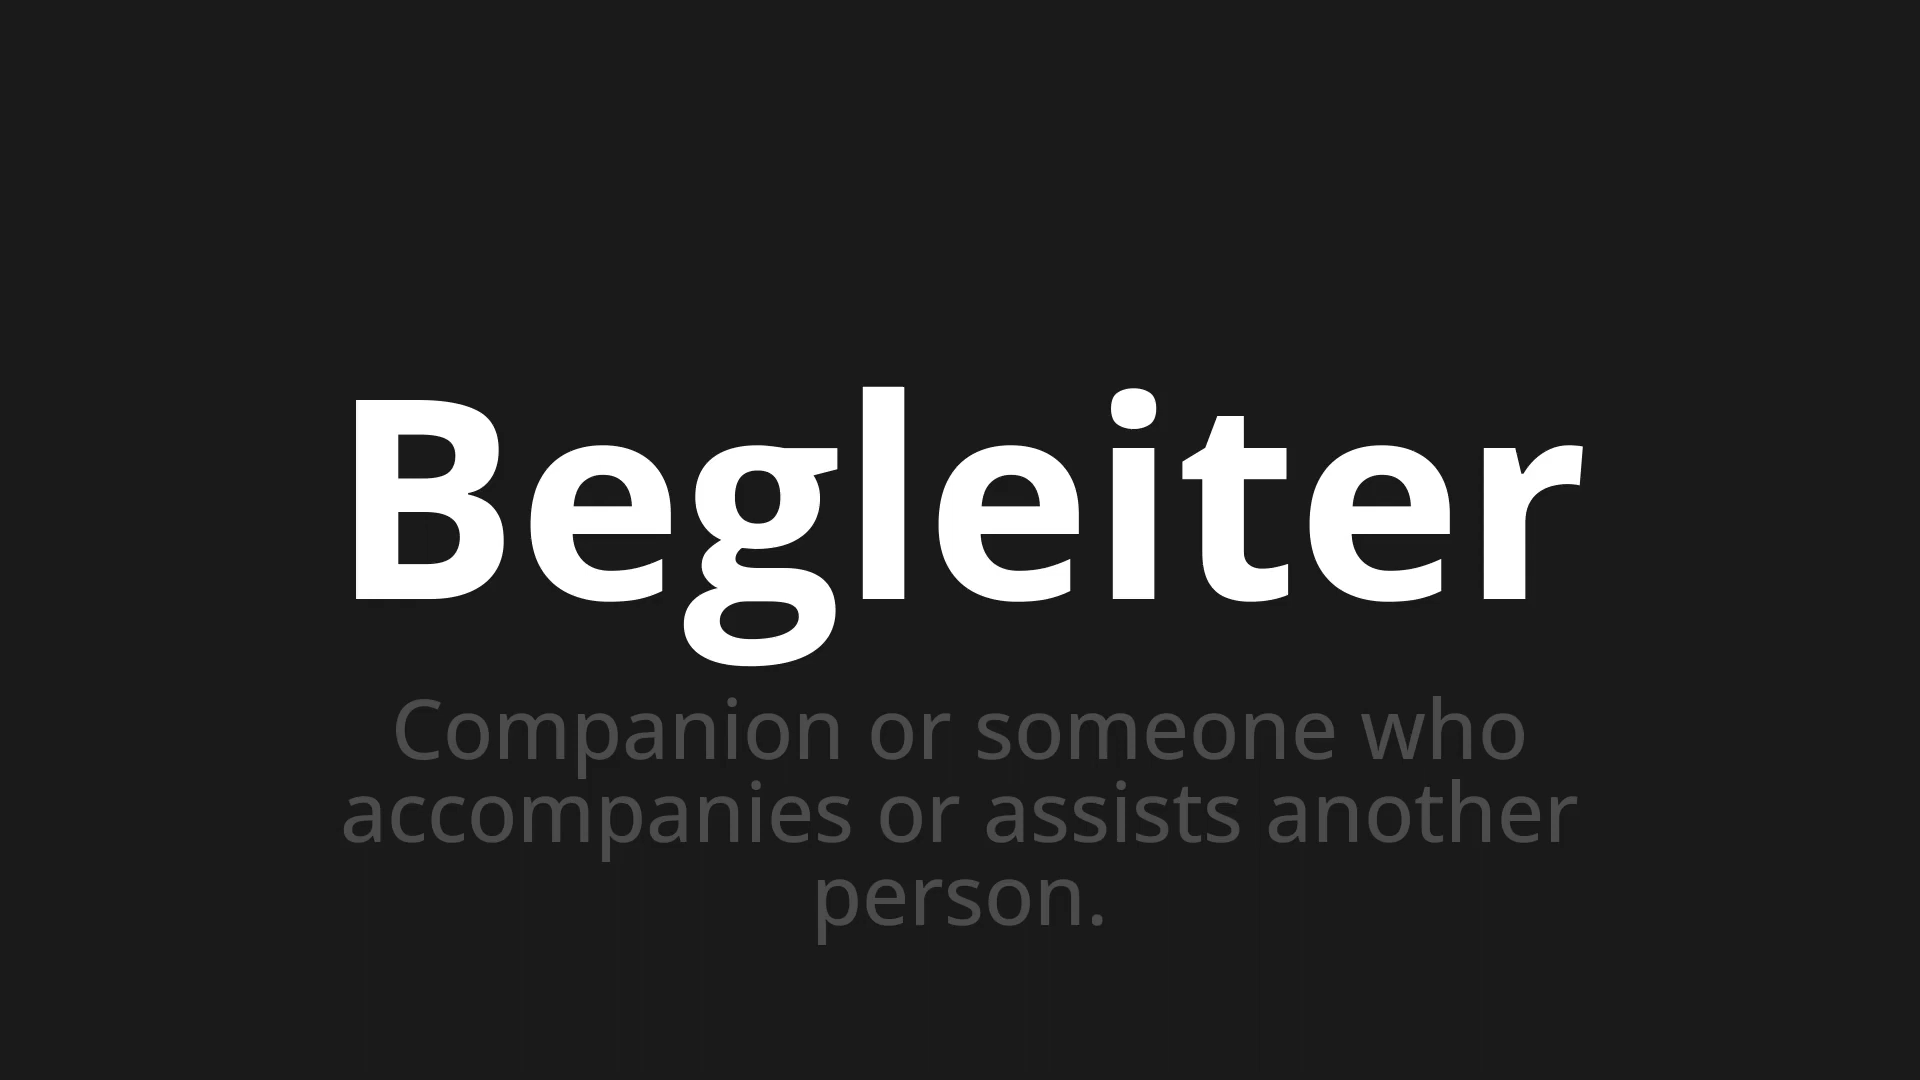 Begleiter
Companion or someone who
accompanies or assists another
person.